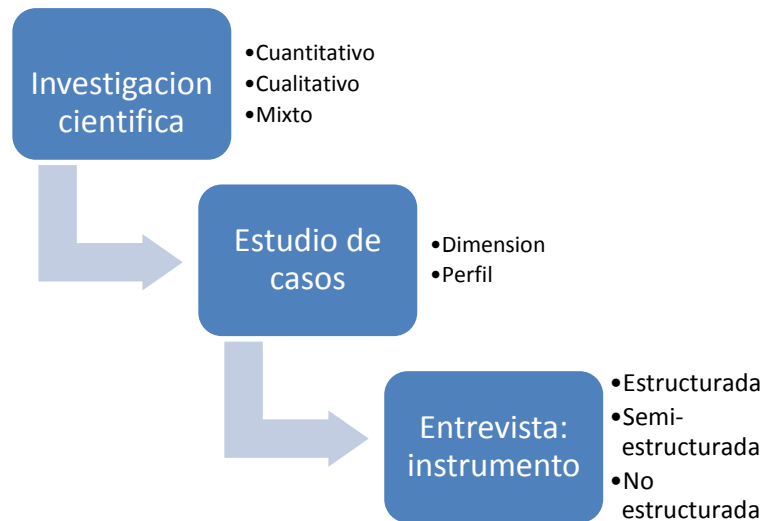 Investigacion
cientifica
•Cuantitativo
•Cualitativo
•Mixto
Estudio de
casos
•Dimension
•Perfil
Entrevista:
instrumento
•Estructurada
•Semi-
estructurada
•No
estructurada